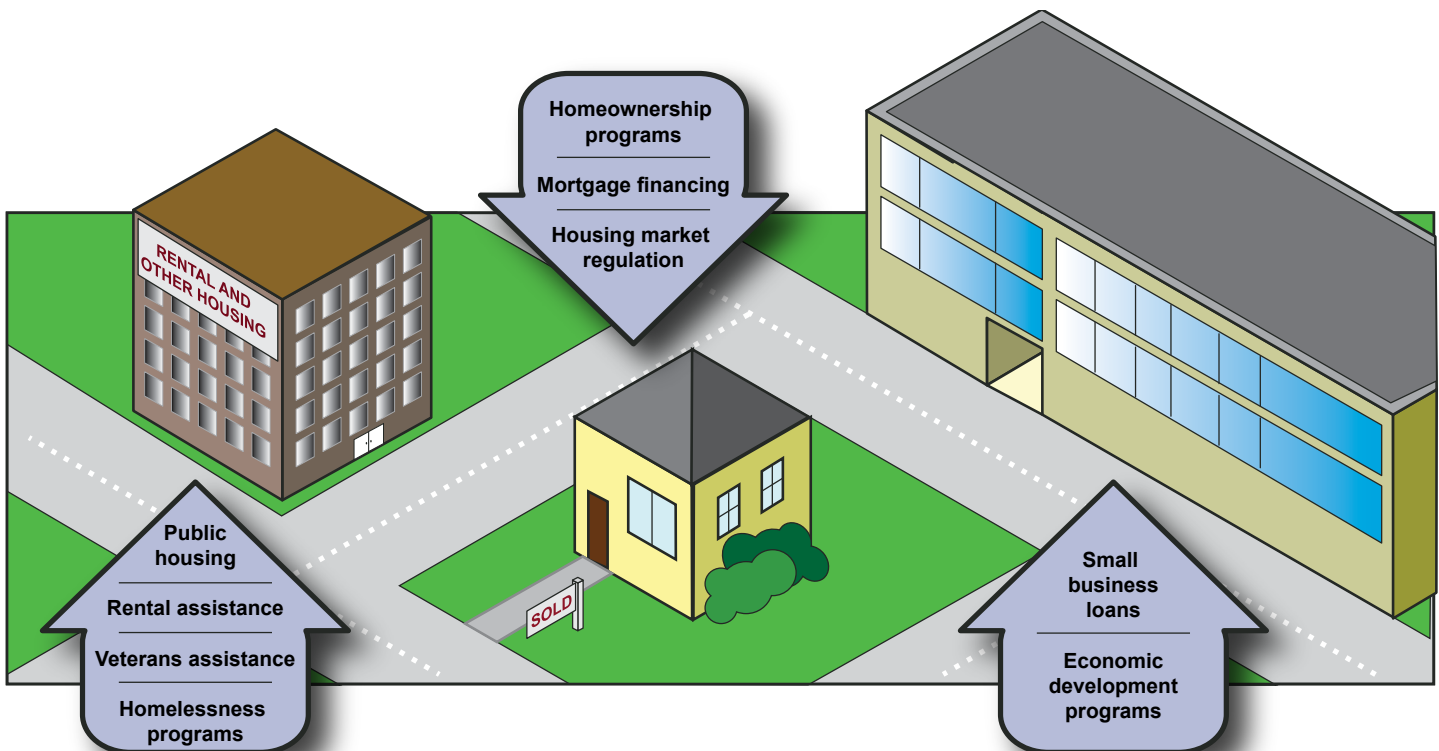 Homeownership
programs
Mortgage financing
Housing market
regulation
RENTAL AND
OTHER HOUSING
Public
housing
Rental assistance
Veterans assistance
Homelessness
programs
SOLD
Small
business
loans
Economic
development
programs